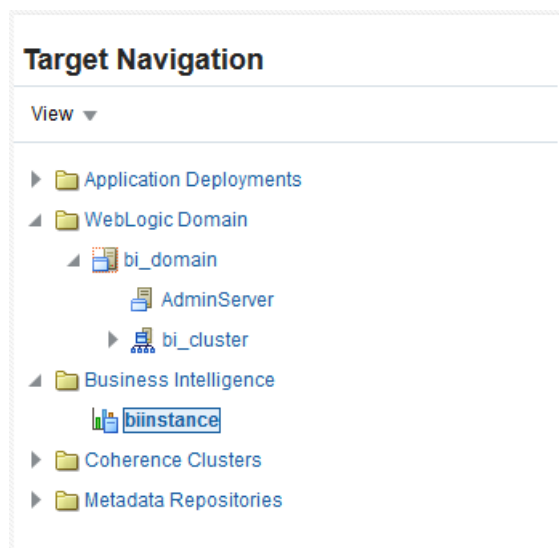 Target Navigation
View
Application Deployments
WebLogic Domain
bi_domain
AdminServer
bi_cluster
Business Intelligence
biinstance
Coherence Clusters
Metadata Repositories